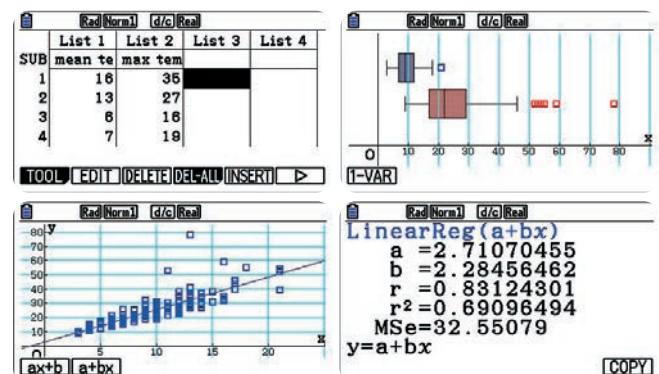 Rad Norm1 d/c Real
List 1 List 2 List 3 List 4
SUB mean te max tem
1 16 35
2 13 27
3 6 16
4 7 19
TOOL EDIT DELETE DEL-ALL INSERT ▷
Rad Norm1 d/c Real
x
O 10 20 30 40 50 60 70 80
1-VAR
Rad Norm1 d/c Real
y
80
70
60
50
40
30
20
10
x
O 5 10 15 20
ax+b a+bx
Rad Norm1 d/c Real
LinearReg(a+bx)
a =2.71070455
b =2.28456462
r =0.83124301
r²=0.69096494
MSe=32.55079
y=a+bx
COPY